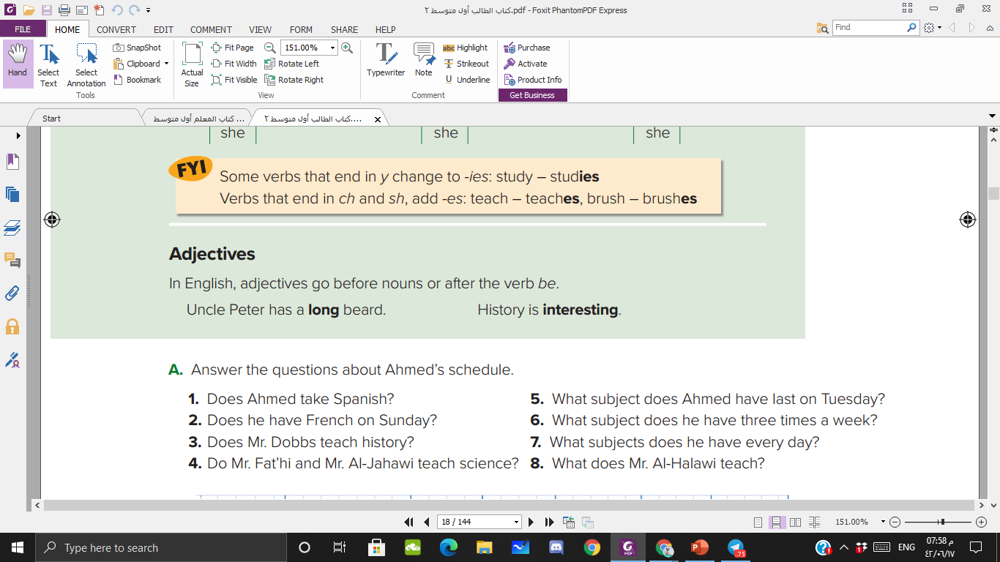 كتاب الطالب أول متوسط ٢.pdf - Foxit PhantomPDF Express
FILE HOME CONVERT EDIT COMMENT VIEW FORM SHARE HELP
Find
Hand
Select Text
Select Annotation
SnapShot
Clipboard
Bookmark
Tools
Actual Size
Fit Page
Fit Width
Fit Visible
151.00%
Rotate Left
Rotate Right
View
Typewriter
Note
abc Highlight
T Strikeout
U Underline
Comment
Purchase
Activate
Product Info
Get Business
Start
كتاب المعلم أول متوسط ...
كتاب الطالب أول متوسط ٢....
she she she
FYI
Some verbs that end in y change to -ies: study – studies
Verbs that end in ch and sh, add -es: teach – teaches, brush – brushes
Adjectives
In English, adjectives go before nouns or after the verb be.
Uncle Peter has a long beard. History is interesting.
A. Answer the questions about Ahmed's schedule.
1. Does Ahmed take Spanish?
2. Does he have French on Sunday?
3. Does Mr. Dobbs teach history?
4. Do Mr. Fat'hi and Mr. Al-Jahawi teach science?
5. What subject does Ahmed have last on Tuesday?
6. What subject does he have three times a week?
7. What subjects does he have every day?
8. What does Mr. Al-Halawi teach?
18 / 144
151.00%
Type here to search
PDF
P
.75
1
ENG
07:58 م
٤٢/٠٦/١٧